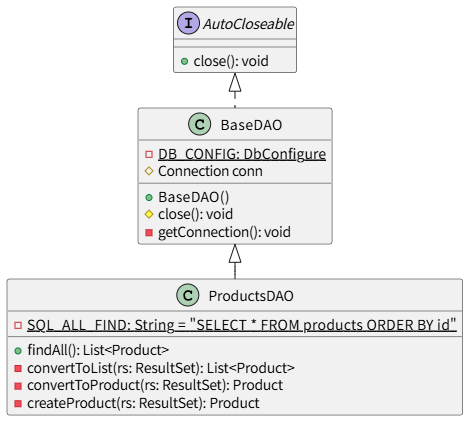 I AutoCloseable
close(): void
C BaseDAO
DB_CONFIG: DbConfigure
Connection conn
BaseDAO()
close(): void
getConnection(): void
C ProductsDAO
SQL_ALL_FIND: String = "SELECT * FROM products ORDER BY id"
findAll(): List<Product>
convertToList(rs: ResultSet): List<Product>
convertToProduct(rs: ResultSet): Product
createProduct(rs: ResultSet): Product